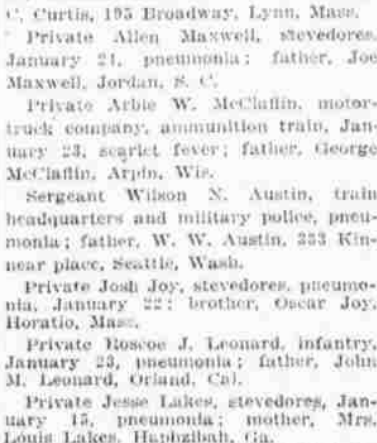 C. Curtis, 195 Broadway, Lynn, Mass.
Private Allen Maxwell, stevedores,
January 21, pneumonia; father, Joe
Maxwell, Jordan, S. C.
Private Arbie W. McClaflin, motor-
truck company, ammunition train, Jan-
uary 23, scarlet fever; father, George
McClaflin, Arpin, Wis.
Sergeant Wilson N. Austin, train
headquarters and military police, pneu-
monia; father, W. W. Austin, 333 Kin-
near place, Seattle, Wash.
Private Josh Joy, stevedores, pneumo-
nia, January 22; brother, Oscar Joy,
Horatio, Mass.
Private Roscoe J. Leonard, infantry,
January 23, pneumonia; father, John
M. Leonard, Orland, Cal.
Private Jesse Lakes, stevedores, Jan-
uary 15, pneumonia; mother, Mrs.
Louis Lakes, Hephzibah, Ga.